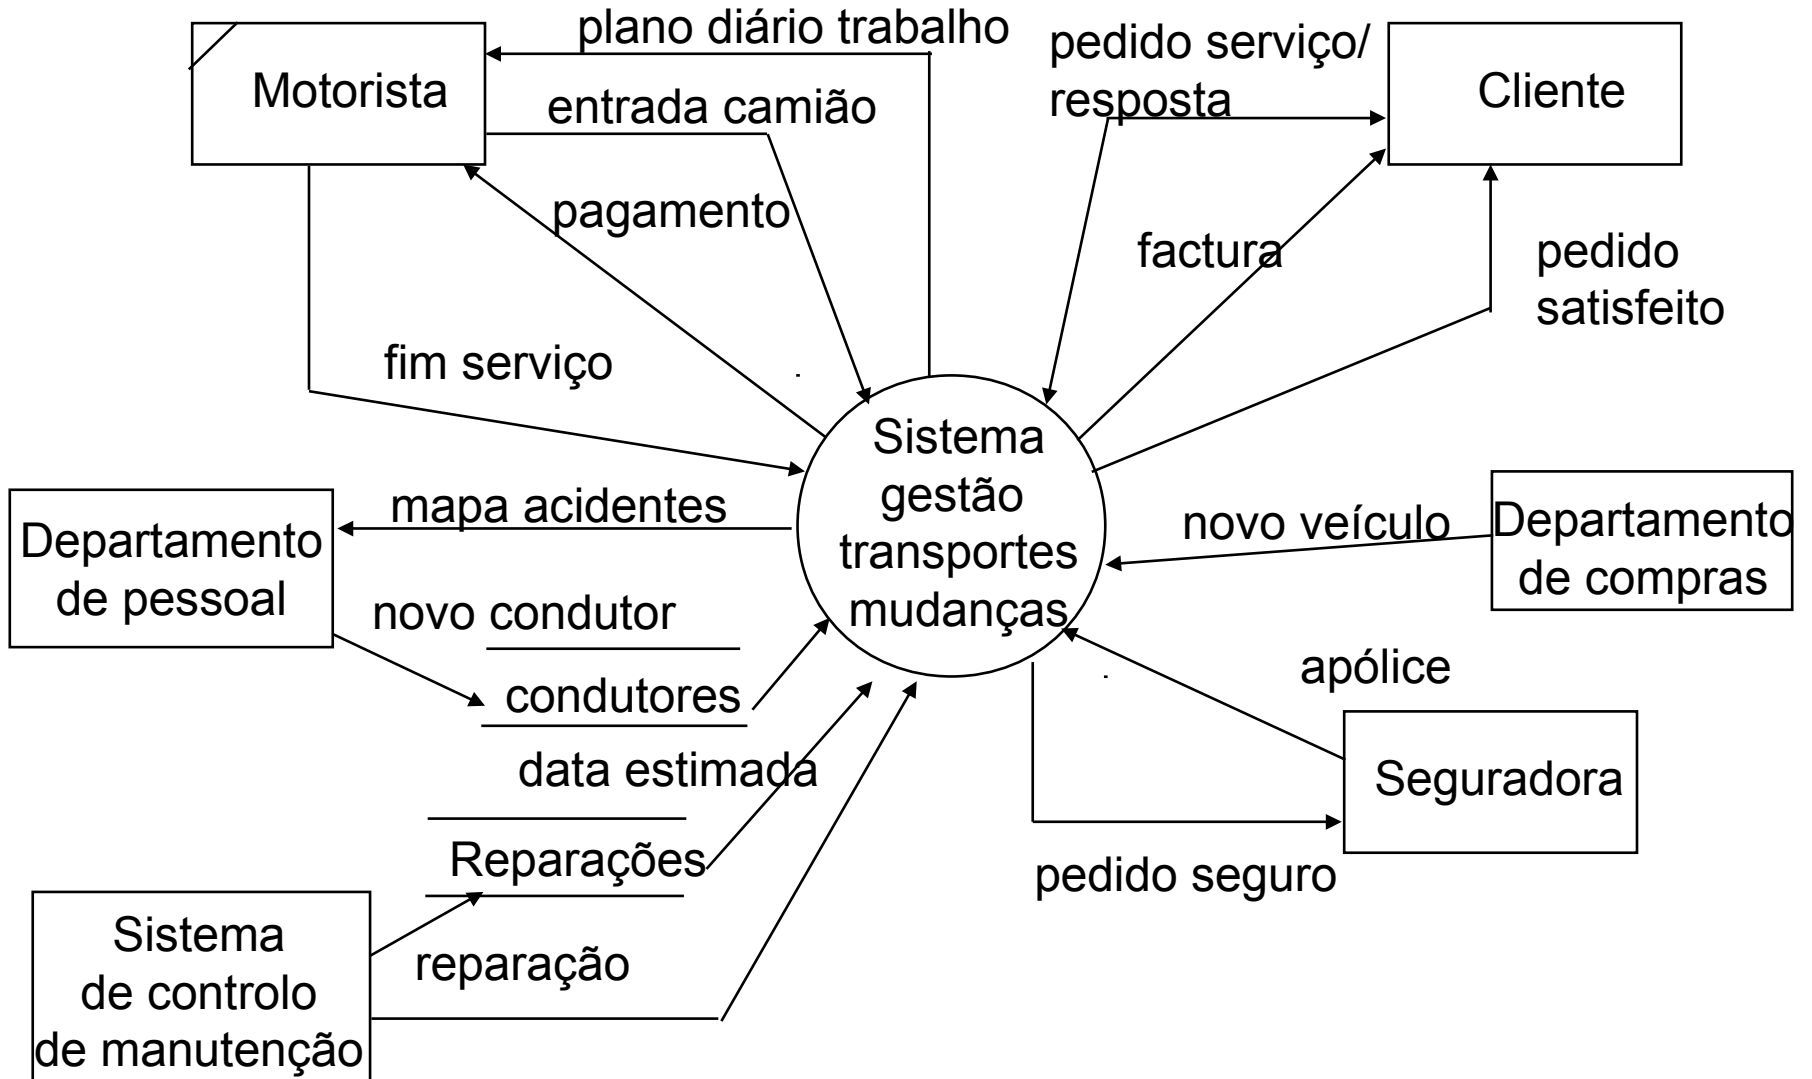 plano diário trabalho
Motorista
entrada camião
pagamento
fim serviço
pedido serviço/
resposta
Cliente
factura
pedido
satisfeito
Sistema
gestão
transportes
mudanças
mapa acidentes
Departamento
de pessoal
novo condutor
condutores
novo veículo
Departamento
de compras
apólice
Seguradora
pedido seguro
data estimada
Reparações
reparação
Sistema
de controlo
de manutenção